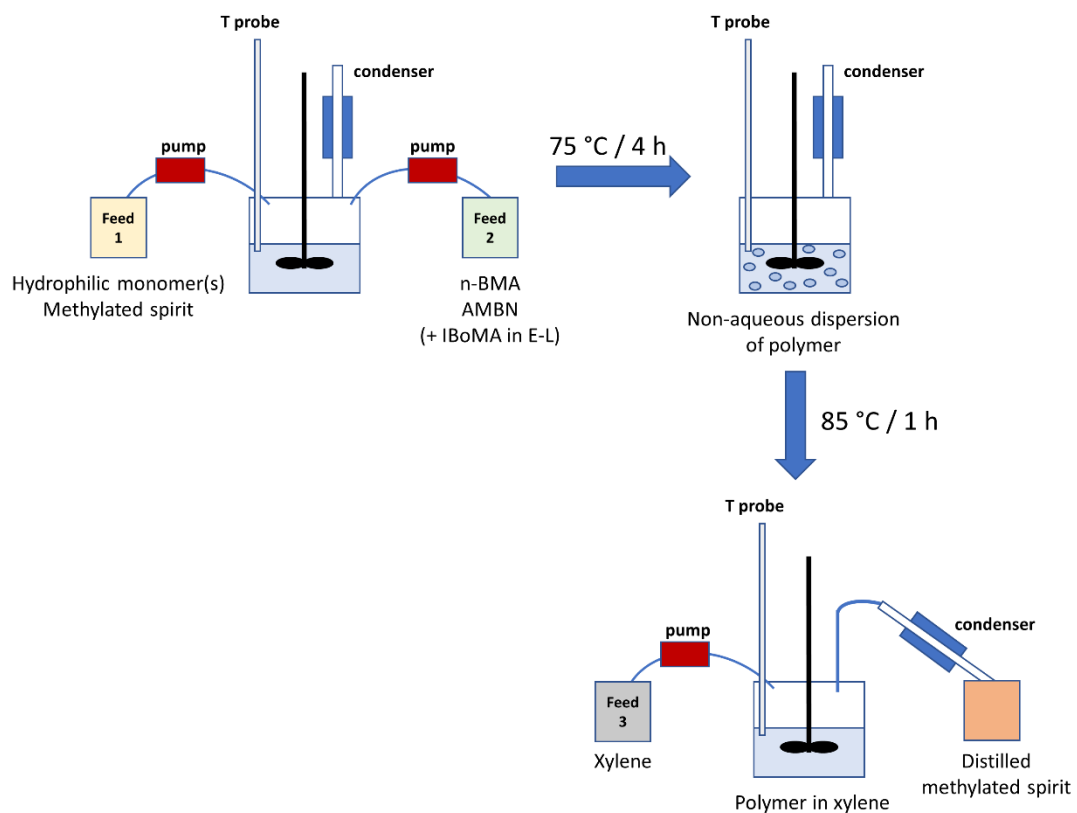 T probe
condenser
pump
pump
Feed
1
Feed
2
Hydrophilic monomer(s)
Methylated spirit
n-BMA
AMBN
(+ IBoMA in E-L)
75 °C / 4 h
T probe
condenser
Non-aqueous dispersion
of polymer
85 °C / 1 h
T probe
condenser
pump
Feed
3
Xylene
Polymer in xylene
Distilled
methylated spirit